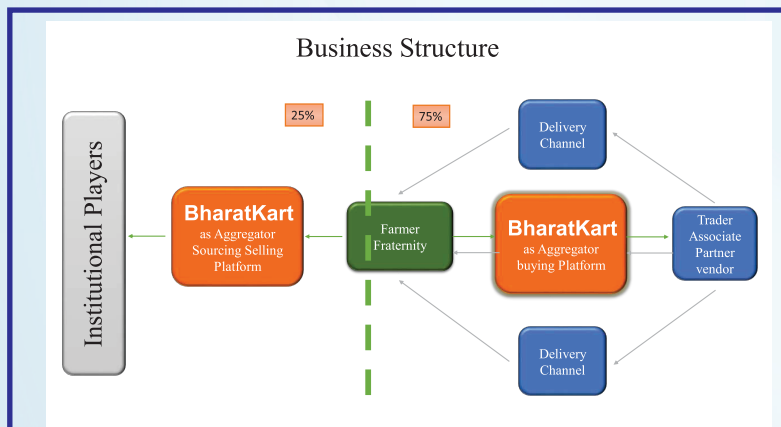 Business Structure
25%
75%
Institutional Players
BharatKart
as Aggregator
Sourcing Selling
Platform
Farmer
Fraternity
Delivery
Channel
BharatKart
as Aggregator
buying Platform
Trader
Associate
Partner
vendor
Delivery
Channel